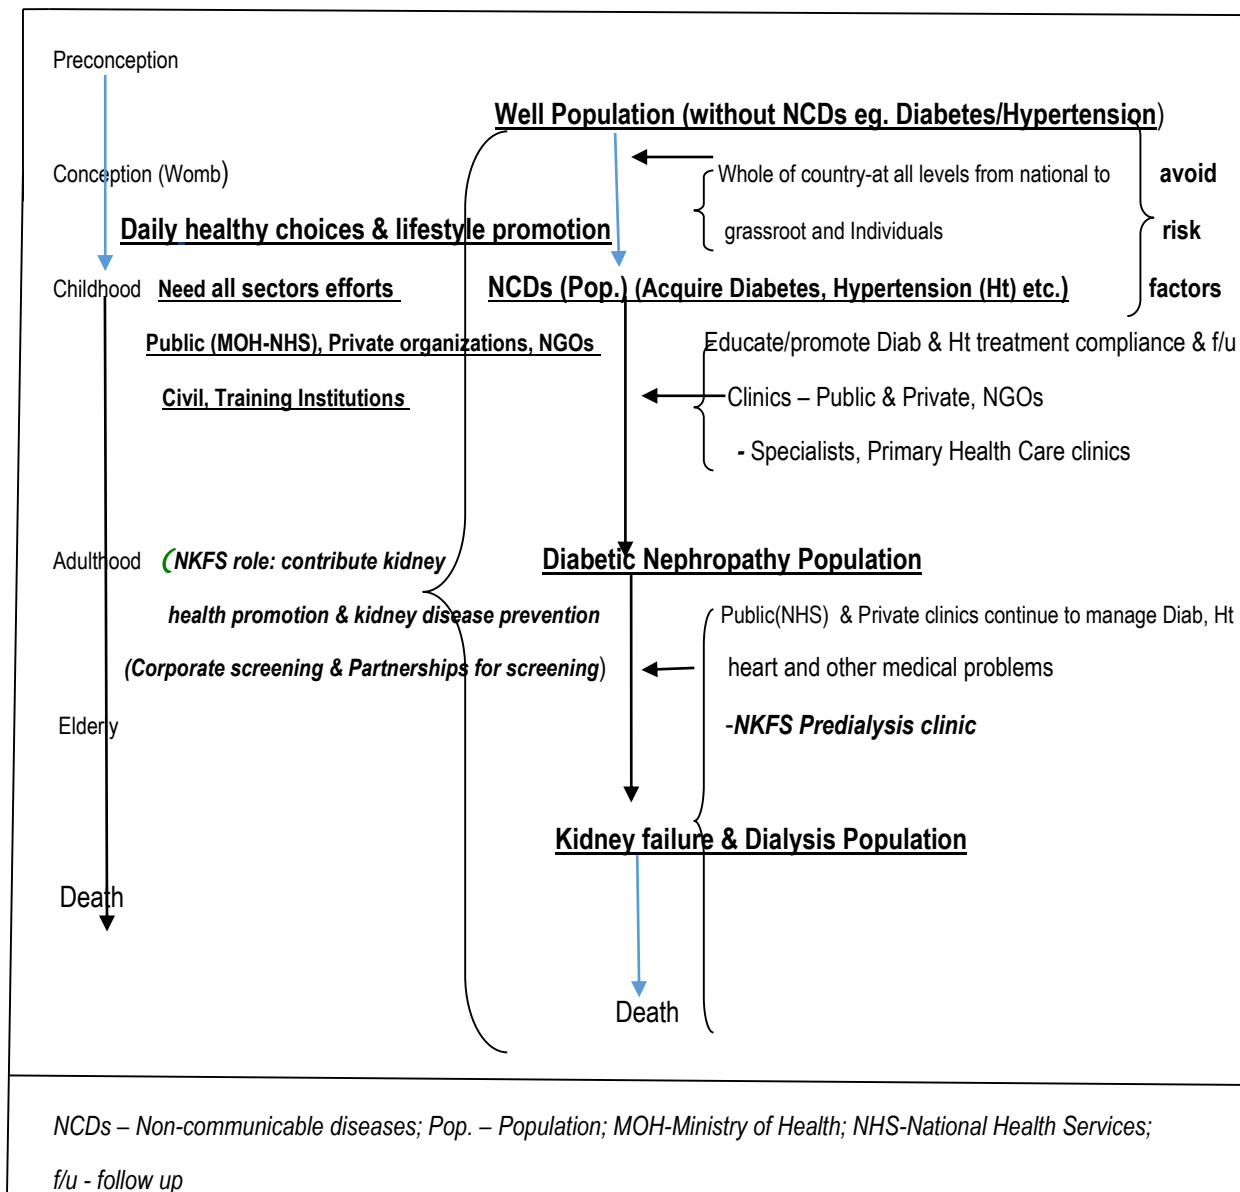 Preconception
Well Population (without NCDs eg. Diabetes/Hypertension)
Conception (Womb)
Whole of country-at all levels from national to
avoid
Daily healthy choices & lifestyle promotion
grassroot and Individuals
risk
Childhood Need all sectors efforts
NCDs (Pop.) (Acquire Diabetes, Hypertension (Ht) etc.)
factors
Public (MOH-NHS), Private organizations, NGOs
Educate/promote Diab & Ht treatment compliance & f/u
Civil, Training Institutions
Clinics – Public & Private, NGOs
- Specialists, Primary Health Care clinics
Adulthood (NKFS role: contribute kidney
Diabetic Nephropathy Population
health promotion & kidney disease prevention
Public(NHS) & Private clinics continue to manage Diab, Ht
(Corporate screening & Partnerships for screening)
heart and other medical problems
Elderly
-NKFS Predialysis clinic
Kidney failure & Dialysis Population
Death
Death
NCDs – Non-communicable diseases; Pop. – Population; MOH-Ministry of Health; NHS-National Health Services;
f/u - follow up